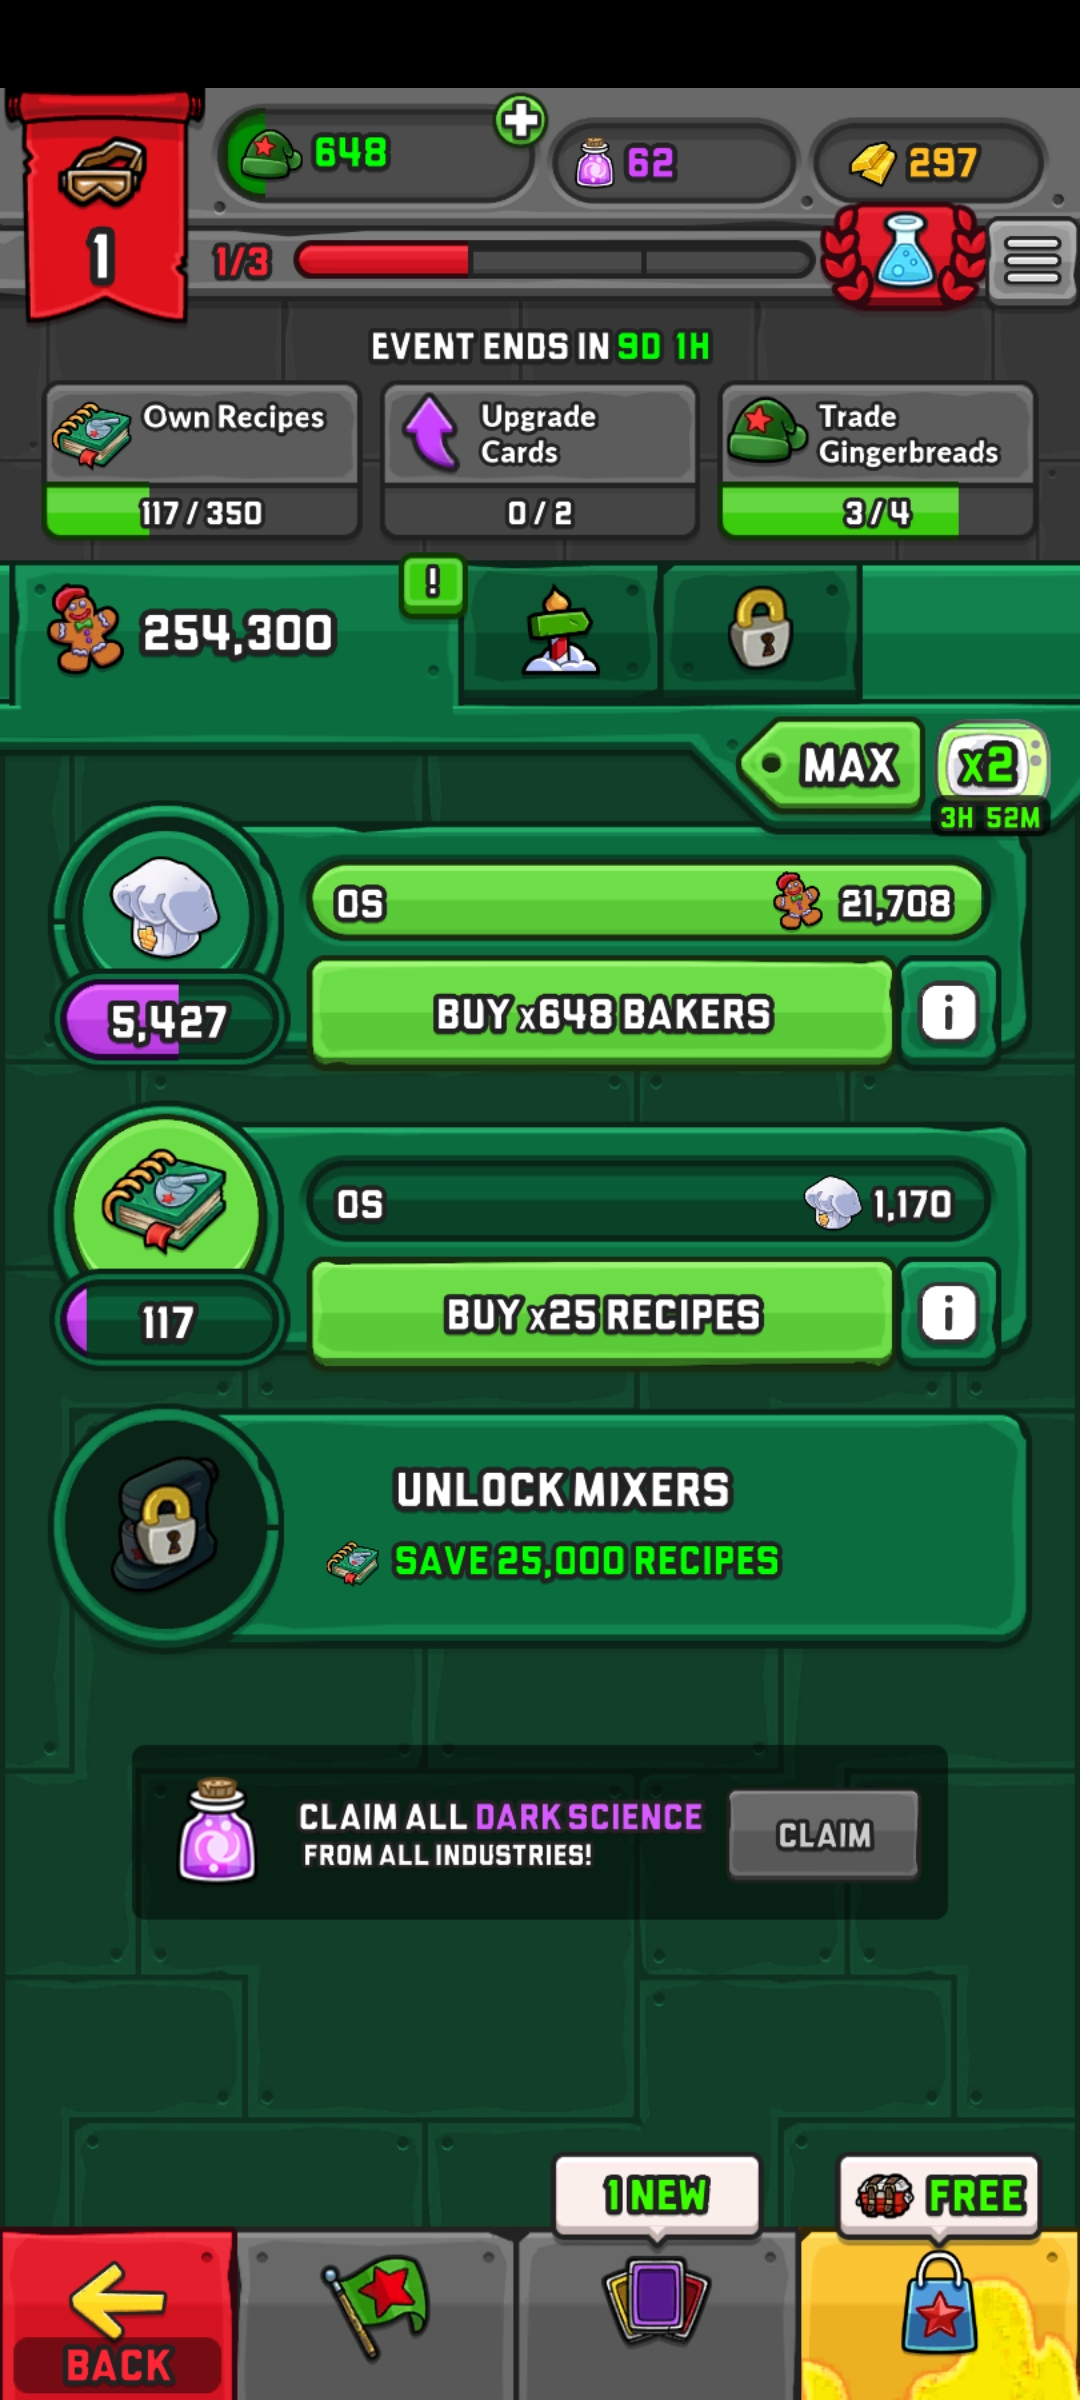 648
62
297
1
1/3
EVENT ENDS IN 9D 1H
Own Recipes
117/350
Upgrade
Cards
0/2
Trade
Gingerbreads
3/4
254,300
!
MAX
x2
3H 52M
0S
21,708
5,427
BUY x648 BAKERS
i
0S
1,170
117
BUY x25 RECIPES
i
UNLOCK MIXERS
SAVE 25,000 RECIPES
CLAIM ALL DARK SCIENCE
FROM ALL INDUSTRIES!
CLAIM
1 NEW
FREE
BACK